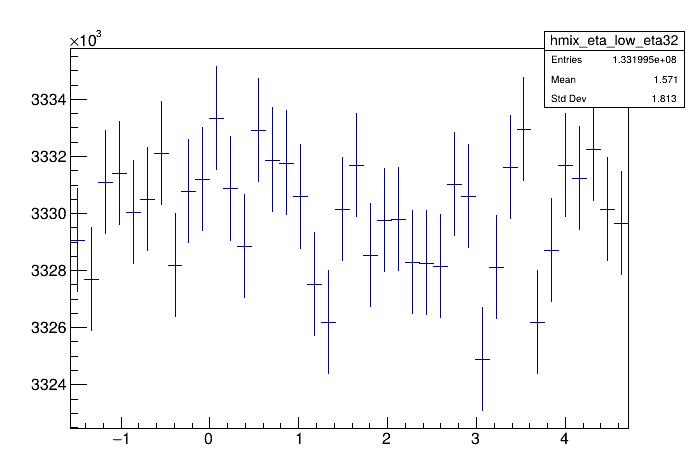 ×10³
hmix_eta_low_eta32
Entries 1.331995e+08
Mean 1.571
Std Dev 1.813
3334
3332
3330
3328
3326
3324
−1 0 1 2 3 4